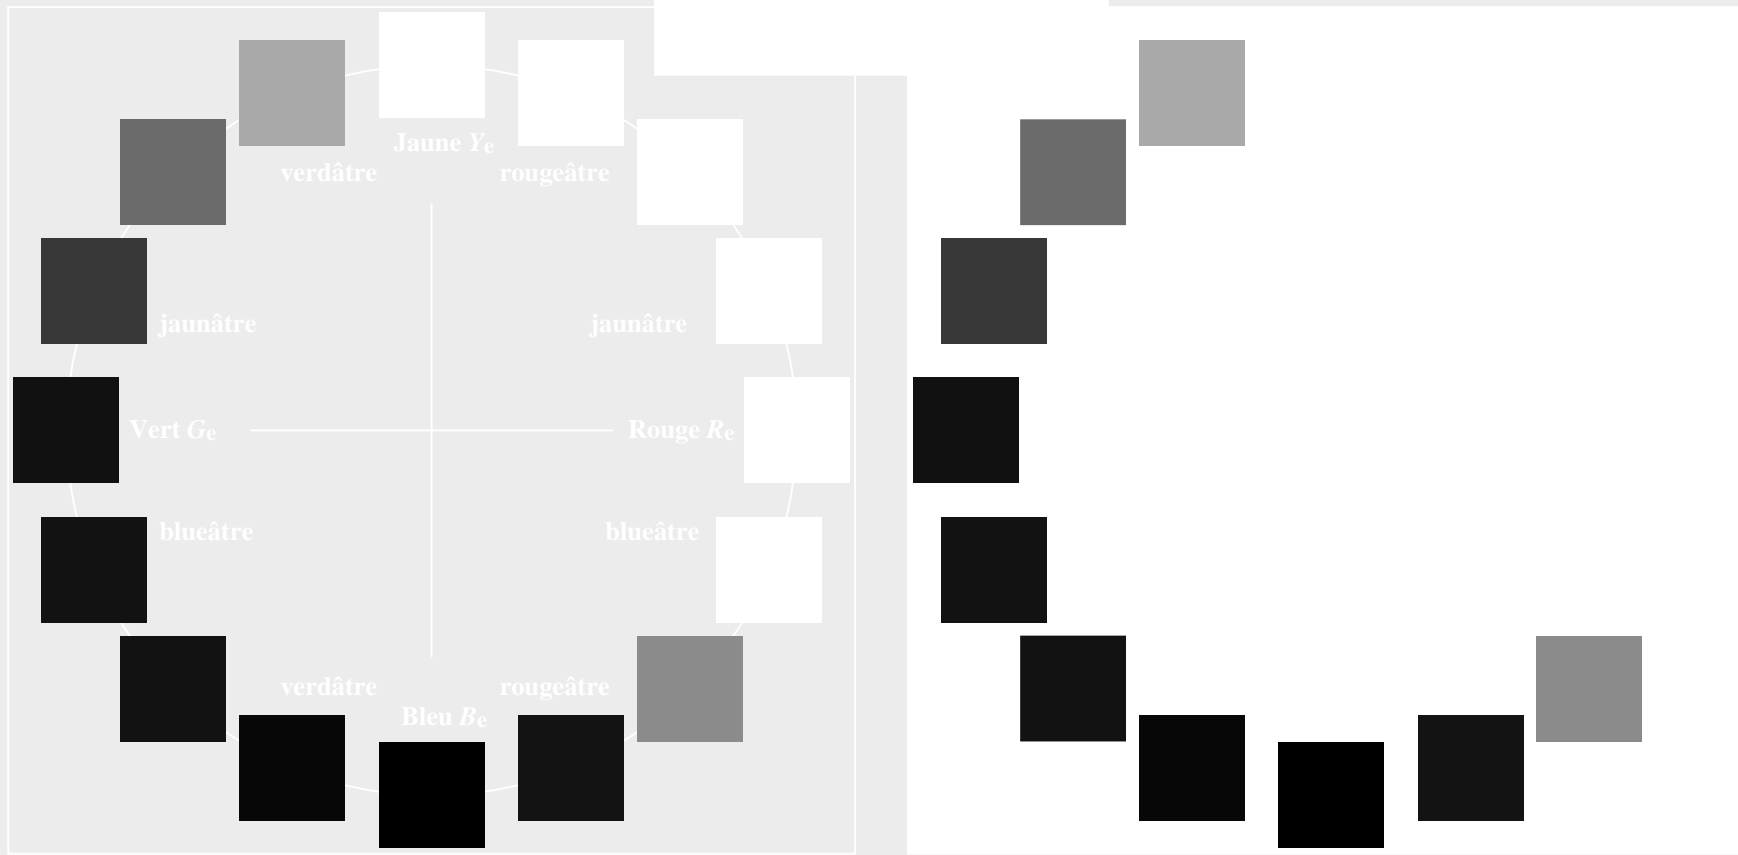 Jaune Ye
verdâtre rougeâtre
jaunâtre jaunâtre
Vert Ge Rouge Re
blueâtre blueâtre
verdâtre rougeâtre
Bleu Be